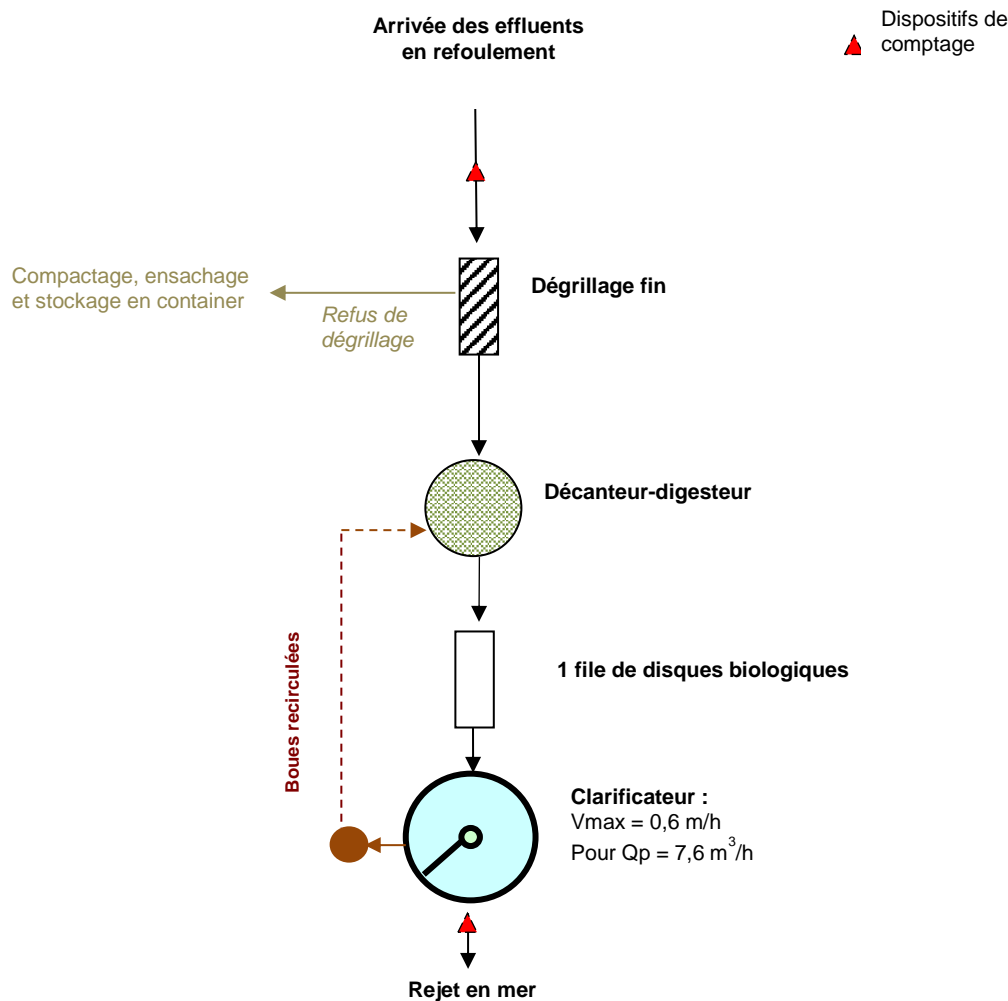 Arrivée des effluents
en refoulement
Dispositifs de
comptage
Compactage, ensachage
et stockage en container
Refus de
dégrillage
Dégrillage fin
Décanteur-digesteur
Boues recirculées
1 file de disques biologiques
Clarificateur :
Vmax = 0,6 m/h
Pour Qp = 7,6 m³/h
Rejet en mer